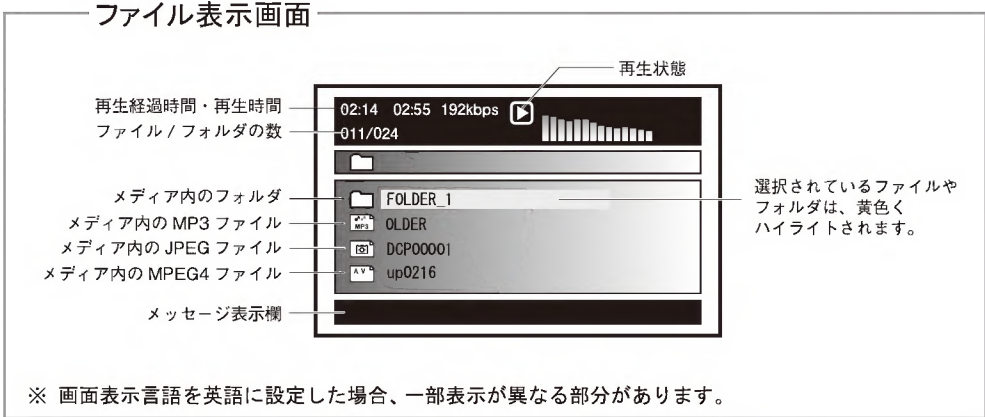 ファイル表示画面
再生状態
再生経過時間・再生時間
02:14 02:55 192kbps
ファイル / フォルダの数
011/024
メディア内のフォルダ
FOLDER_1
選択されているファイルや
フォルダは、黄色く
ハイライトされます。
メディア内の MP3 ファイル
MP3
OLDER
メディア内の JPEG ファイル
DCP00001
メディア内の MPEG4 ファイル
A V
up0216
メッセージ表示欄
※ 画面表示言語を英語に設定した場合、一部表示が異なる部分があります。